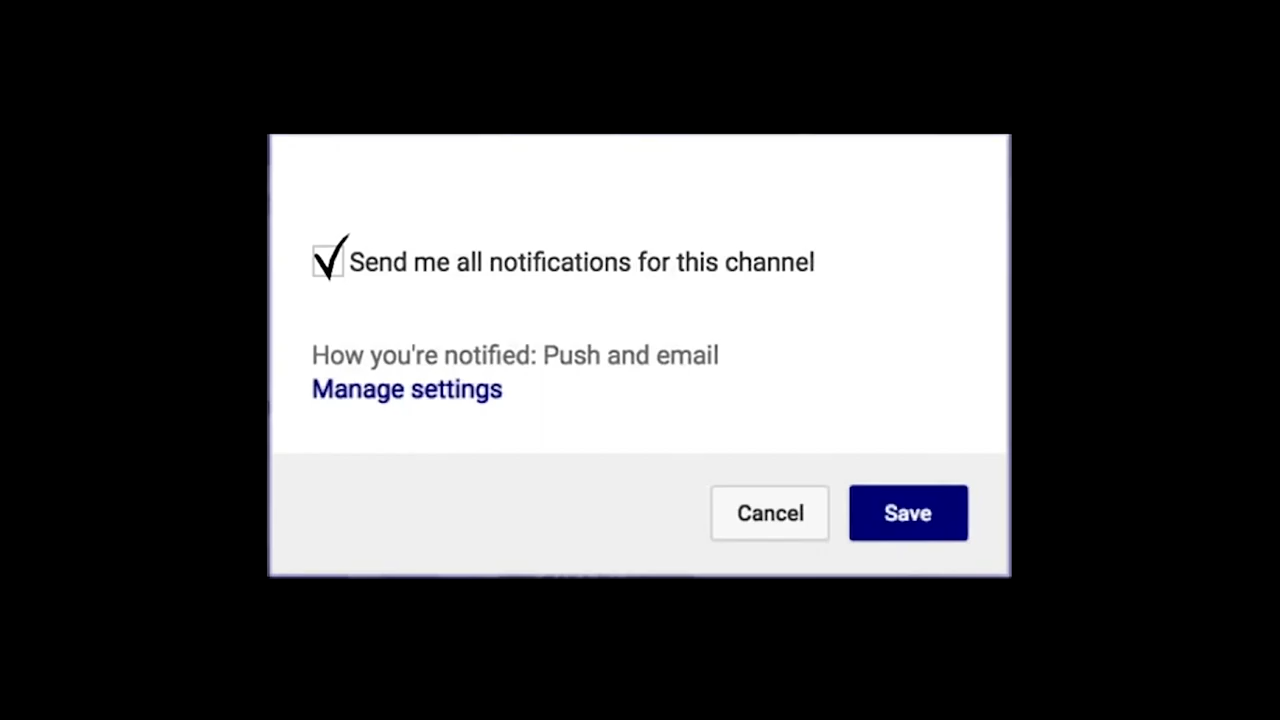 Send me all notifications for this channel
How you're notified: Push and email
Manage settings
Cancel
Save